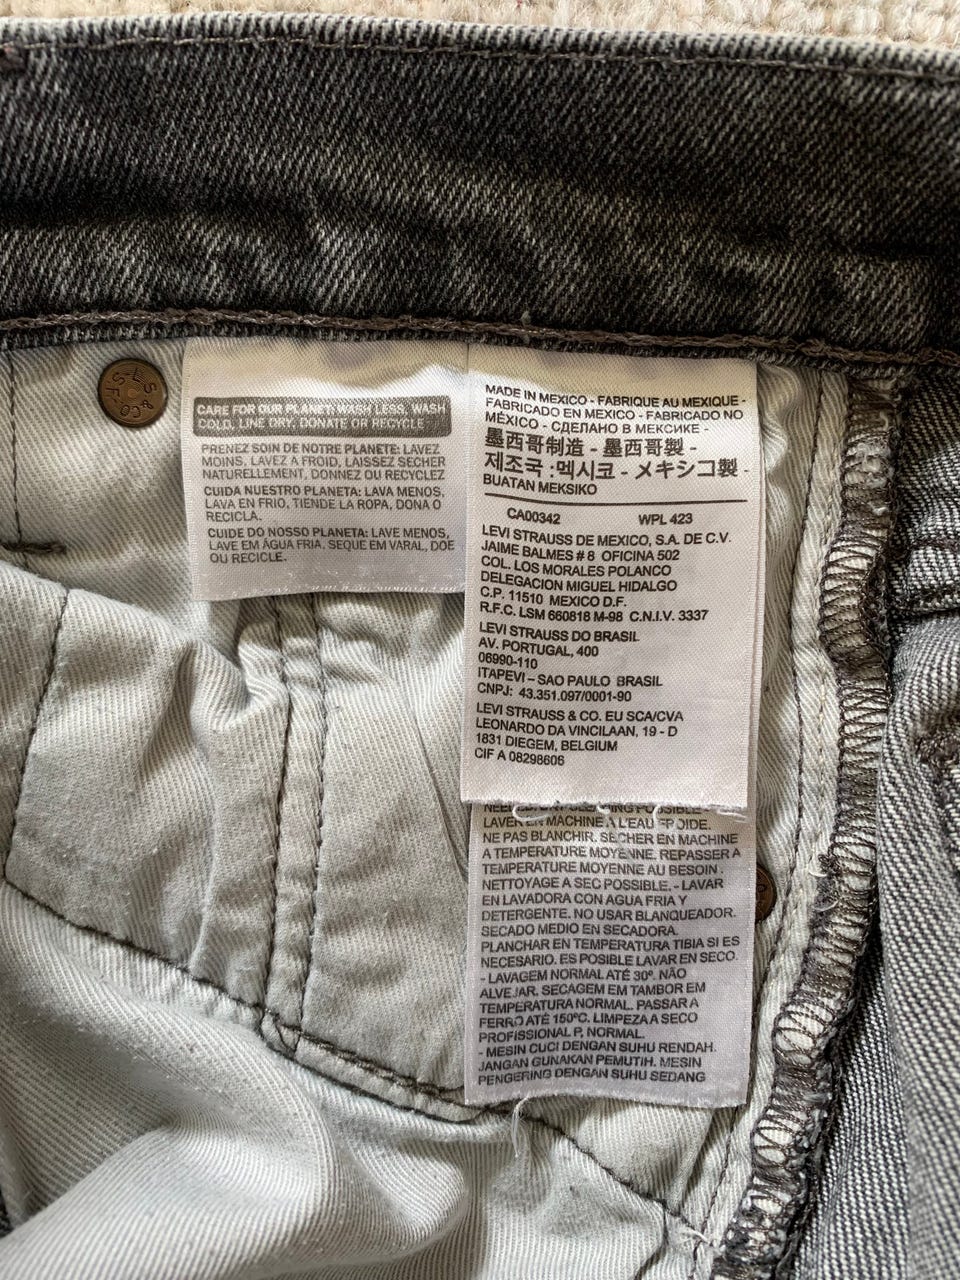 L S & CO
S.F.
CARE FOR OUR PLANET: WASH LESS, WASH
COLD, LINE DRY, DONATE OR RECYCLE
PRENEZ SOIN DE NOTRE PLANETE: LAVEZ
MOINS, LAVEZ A FROID, LAISSEZ SECHER
NATURELLEMENT, DONNEZ OU RECYCLEZ
CUIDA NUESTRO PLANETA: LAVA MENOS,
LAVA EN FRIO, TIENDE LA ROPA, DONA O
RECICLA.
CUIDE DO NOSSO PLANETA: LAVE MENOS,
LAVE EM ÁGUA FRIA, SEQUE EM VARAL, DOE
OU RECICLE.
MADE IN MEXICO - FABRIQUE AU MEXIQUE -
FABRICADO EN MEXICO - FABRICADO NO
MÉXICO - СДЕЛАНО В МЕКСИКЕ -
墨西哥制造 - 墨西哥製 -
제조국 :멕시코 - メキシコ製 -
BUATAN MEKSIKO
CA00342 WPL 423
LEVI STRAUSS DE MEXICO, S.A. DE C.V.
JAIME BALMES # 8 OFICINA 502
COL. LOS MORALES POLANCO
DELEGACION MIGUEL HIDALGO
C.P. 11510 MEXICO D.F.
R.F.C. LSM 660818 M-98 C.N.I.V. 3337
LEVI STRAUSS DO BRASIL
AV. PORTUGAL, 400
06990-110
ITAPEVI – SAO PAULO BRASIL
CNPJ: 43.351.097/0001-90
LEVI STRAUSS & CO. EU SCA/CVA
LEONARDO DA VINCILAAN, 19 - D
1831 DIEGEM, BELGIUM
CIF A 08298606
NEEDED. POSSIBLE
LAVER EN MACHINE A L'EAU FROIDE.
NE PAS BLANCHIR. SECHER EN MACHINE
A TEMPERATURE MOYENNE. REPASSER A
TEMPERATURE MOYENNE AU BESOIN.
NETTOYAGE A SEC POSSIBLE. - LAVAR
EN LAVADORA CON AGUA FRIA Y
DETERGENTE. NO USAR BLANQUEADOR.
SECADO MEDIO EN SECADORA.
PLANCHAR EN TEMPERATURA TIBIA SI ES
NECESARIO. ES POSIBLE LAVAR EN SECO.
- LAVAGEM NORMAL ATÉ 30º. NÃO
ALVEJAR. SECAGEM EM TAMBOR EM
TEMPERATURA NORMAL. PASSAR A
FERRO ATÉ 150ºC. LIMPEZA A SECO
PROFISSIONAL P, NORMAL.
- MESIN CUCI DENGAN SUHU RENDAH.
JANGAN GUNAKAN PEMUTIH. MESIN
PENGERING DENGAN SUHU SEDANG